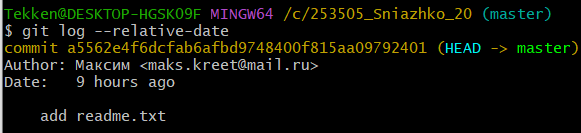 Tekken@DESKTOP-HGSK09F MINGW64 /c/253505_Sniazhko_20 (master)
$ git log --relative-date
commit a5562e4f6dcfab6afbd9748400f815aa09792401 (HEAD -> master)
Author: Максим <maks.kreet@mail.ru>
Date:   9 hours ago
    add readme.txt